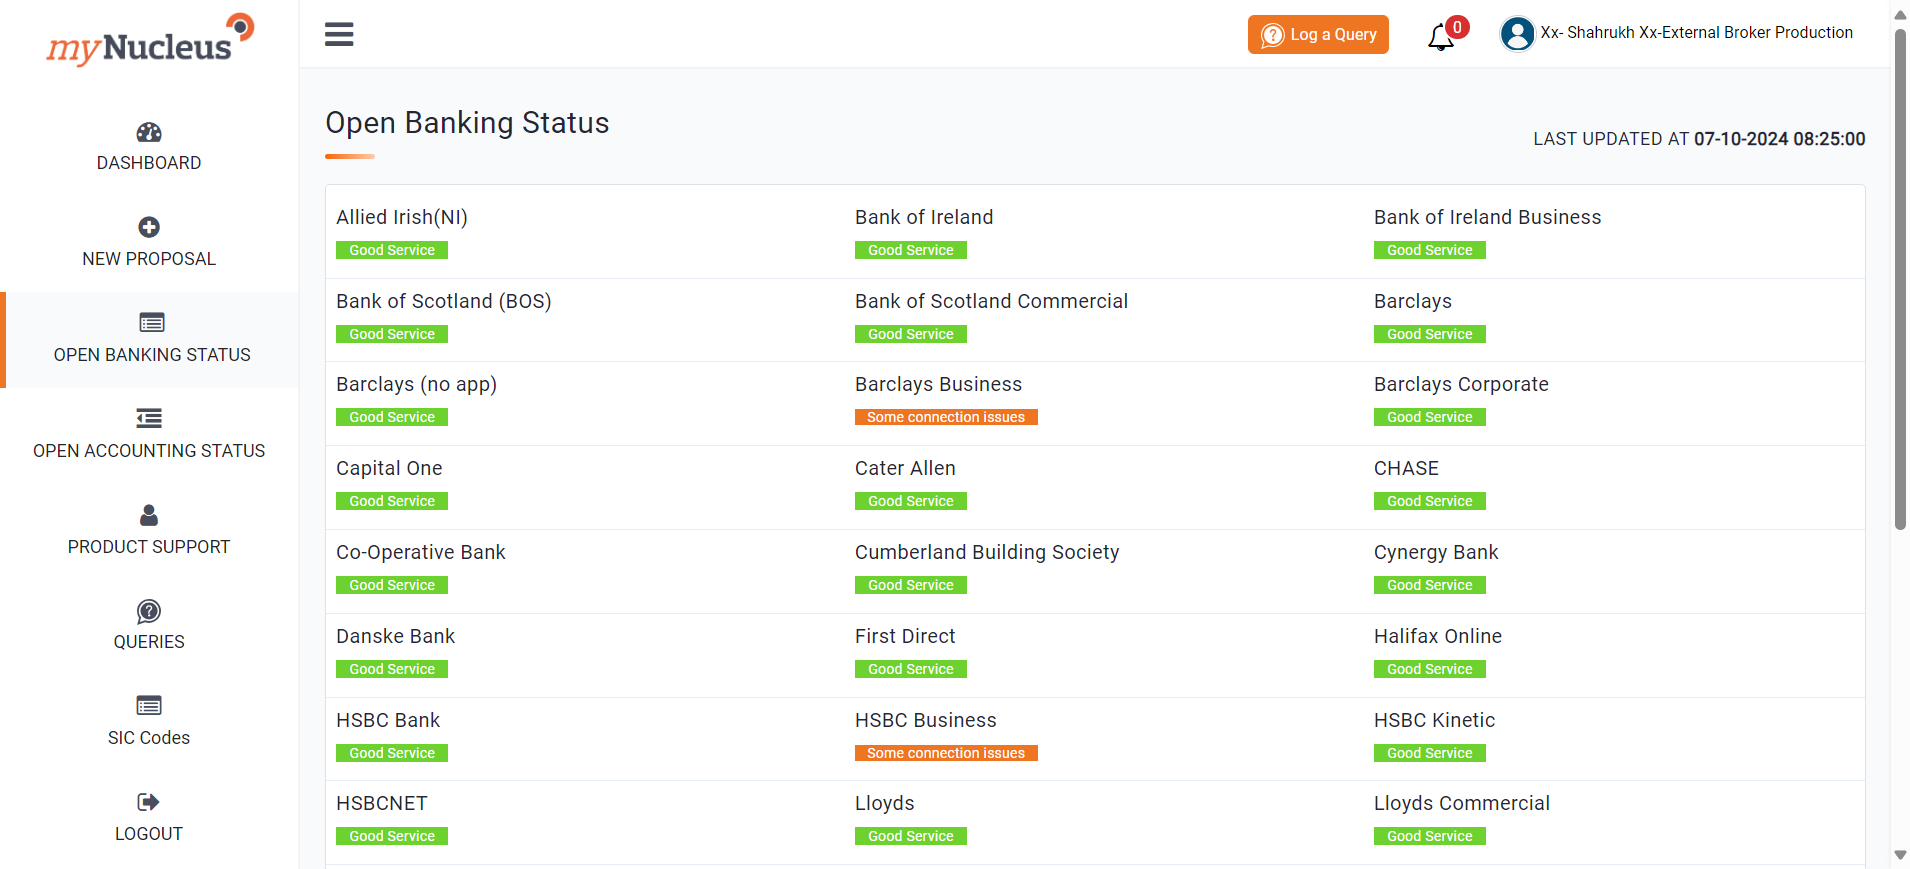 myNucleus
Log a Query
0
Xx- Shahrukh Xx-External Broker Production
DASHBOARD
NEW PROPOSAL
OPEN BANKING STATUS
OPEN ACCOUNTING STATUS
PRODUCT SUPPORT
QUERIES
SIC Codes
LOGOUT
Open Banking Status
LAST UPDATED AT 07-10-2024 08:25:00
Allied Irish(NI)
Good Service
Bank of Ireland
Good Service
Bank of Ireland Business
Good Service
Bank of Scotland (BOS)
Good Service
Bank of Scotland Commercial
Good Service
Barclays
Good Service
Barclays (no app)
Good Service
Barclays Business
Some connection issues
Barclays Corporate
Good Service
Capital One
Good Service
Cater Allen
Good Service
CHASE
Good Service
Co-Operative Bank
Good Service
Cumberland Building Society
Good Service
Cynergy Bank
Good Service
Danske Bank
Good Service
First Direct
Good Service
Halifax Online
Good Service
HSBC Bank
Good Service
HSBC Business
Some connection issues
HSBC Kinetic
Good Service
HSBCNET
Good Service
Lloyds
Good Service
Lloyds Commercial
Good Service